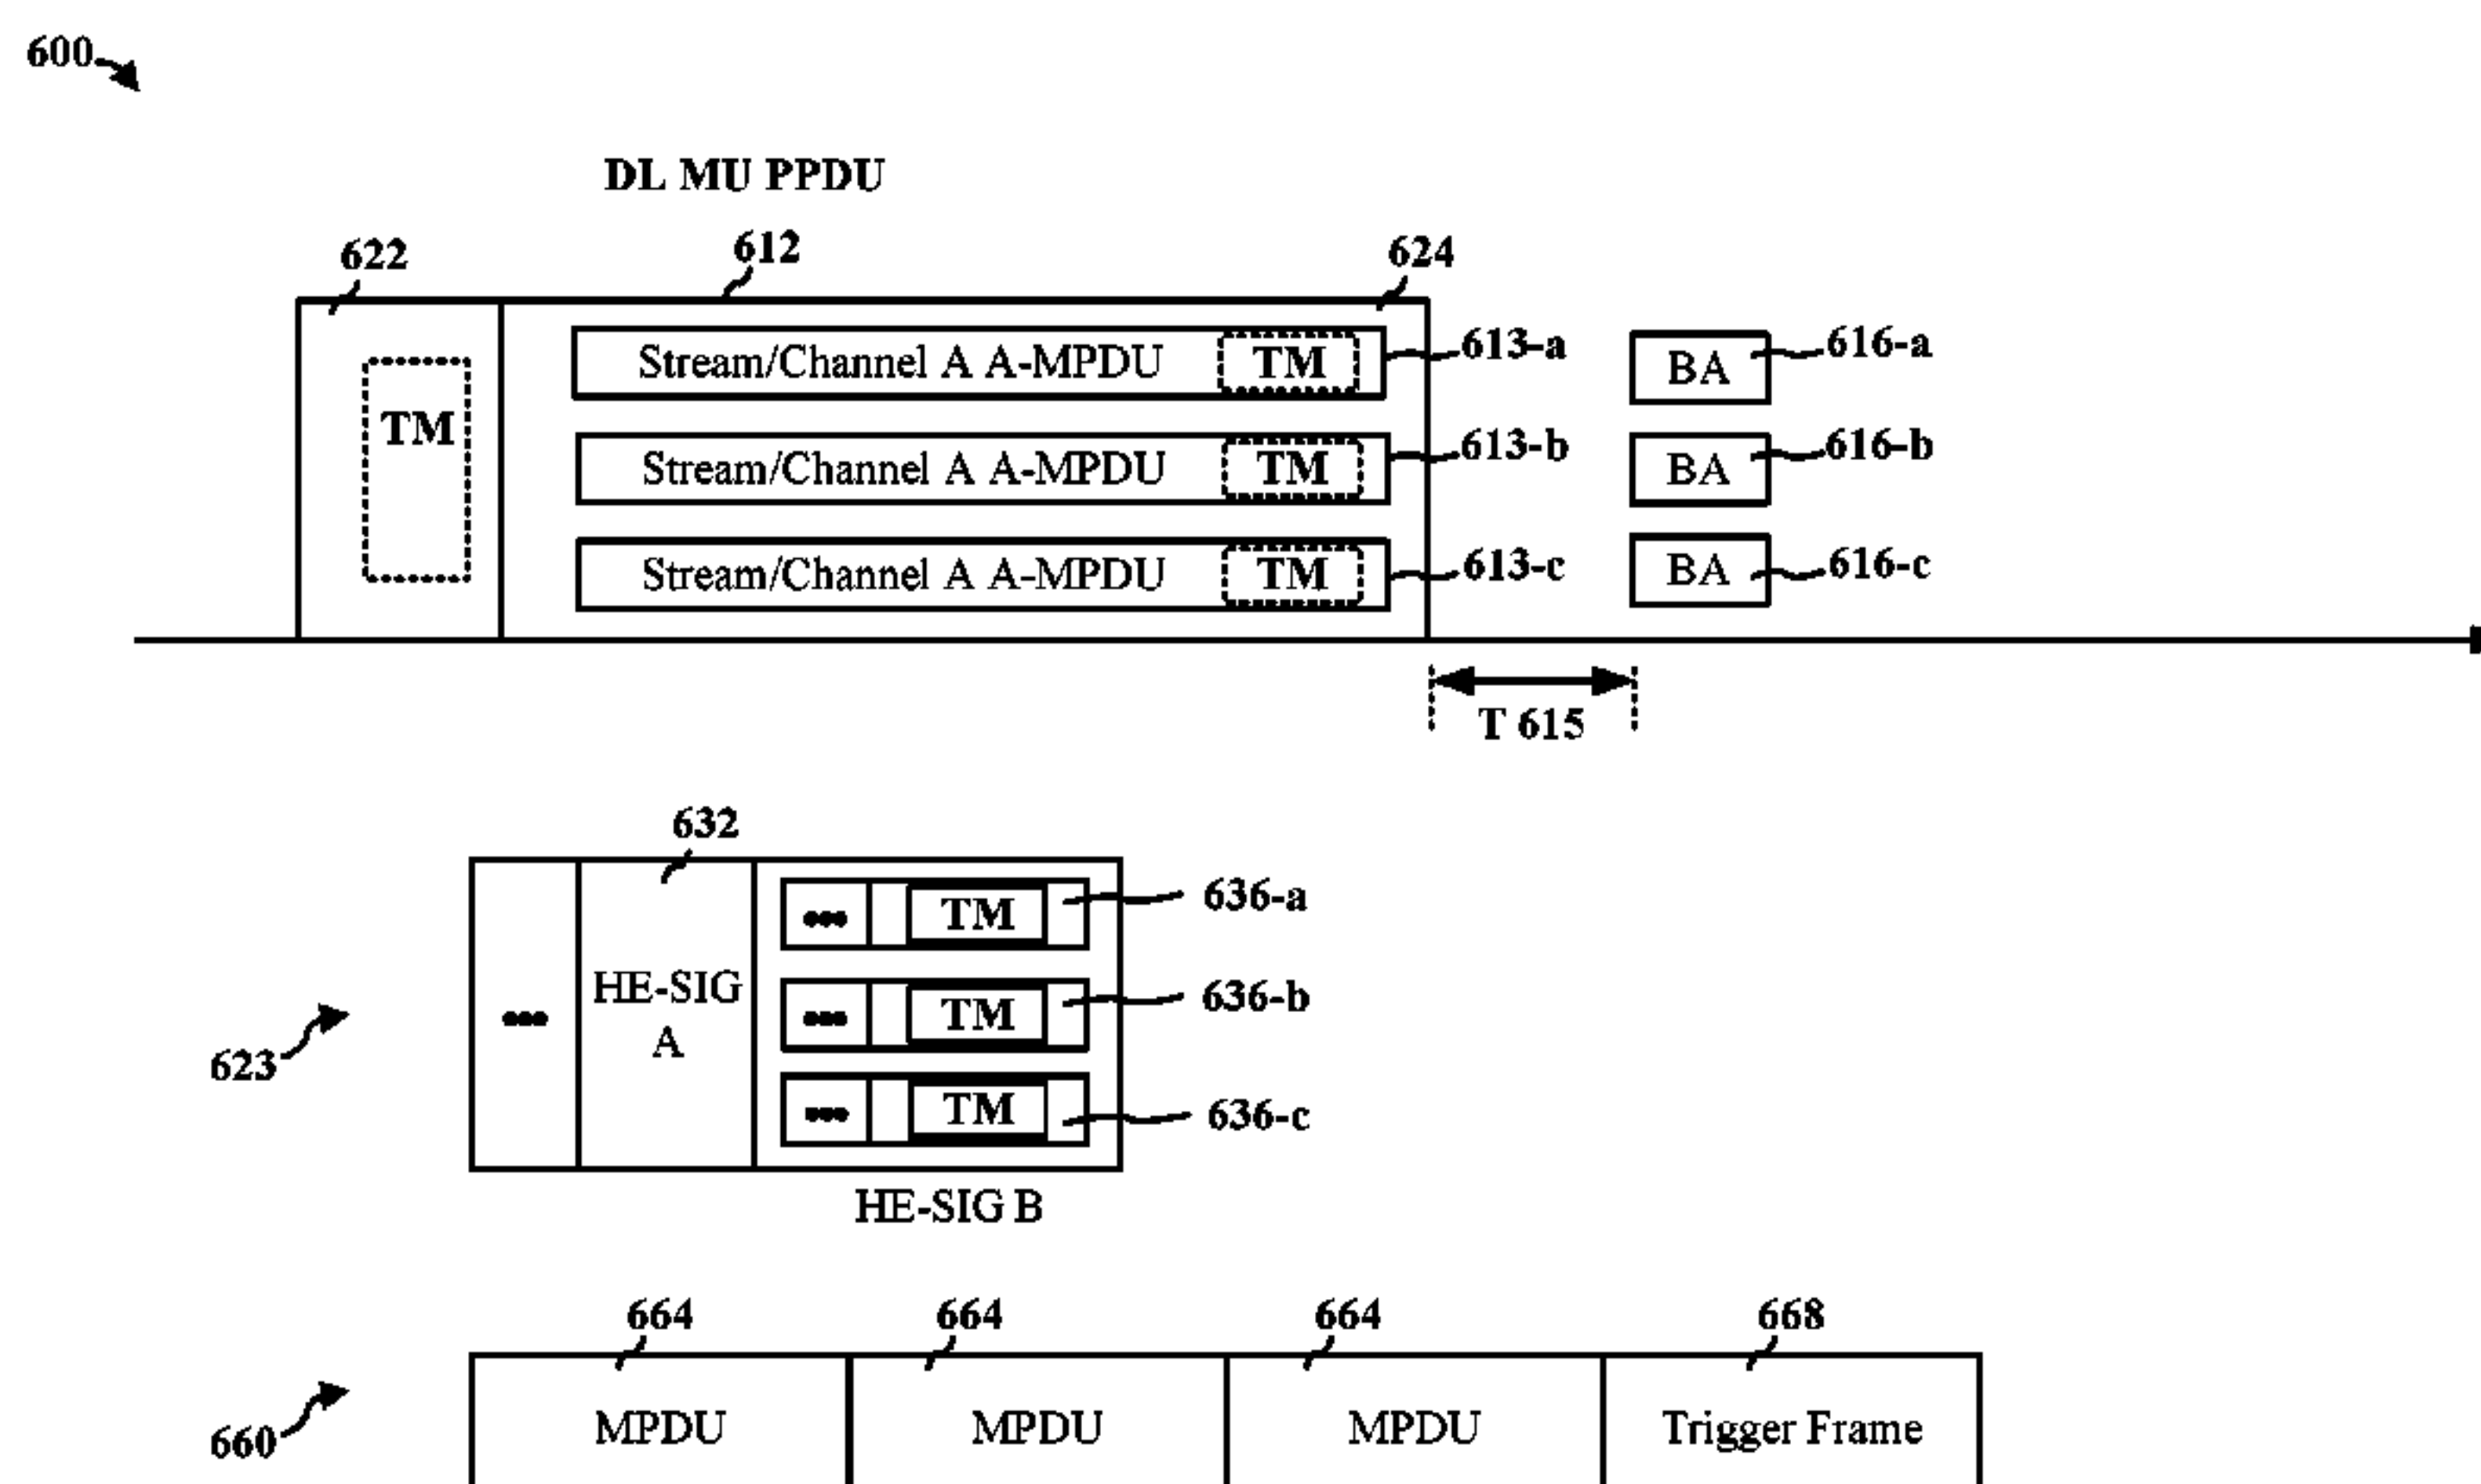 600
DL MU PPDU
622 612 624
Stream/Channel A A-MPDU TM 613-a BA 616-a
TM
Stream/Channel A A-MPDU TM 613-b BA 616-b
Stream/Channel A A-MPDU TM 613-c BA 616-c
T 615
632
••• TM 636-a
HE-SIG
A
••• ••• TM 636-b
623
••• TM 636-c
HE-SIG B
664 664 664 668
660 MPDU MPDU MPDU Trigger Frame